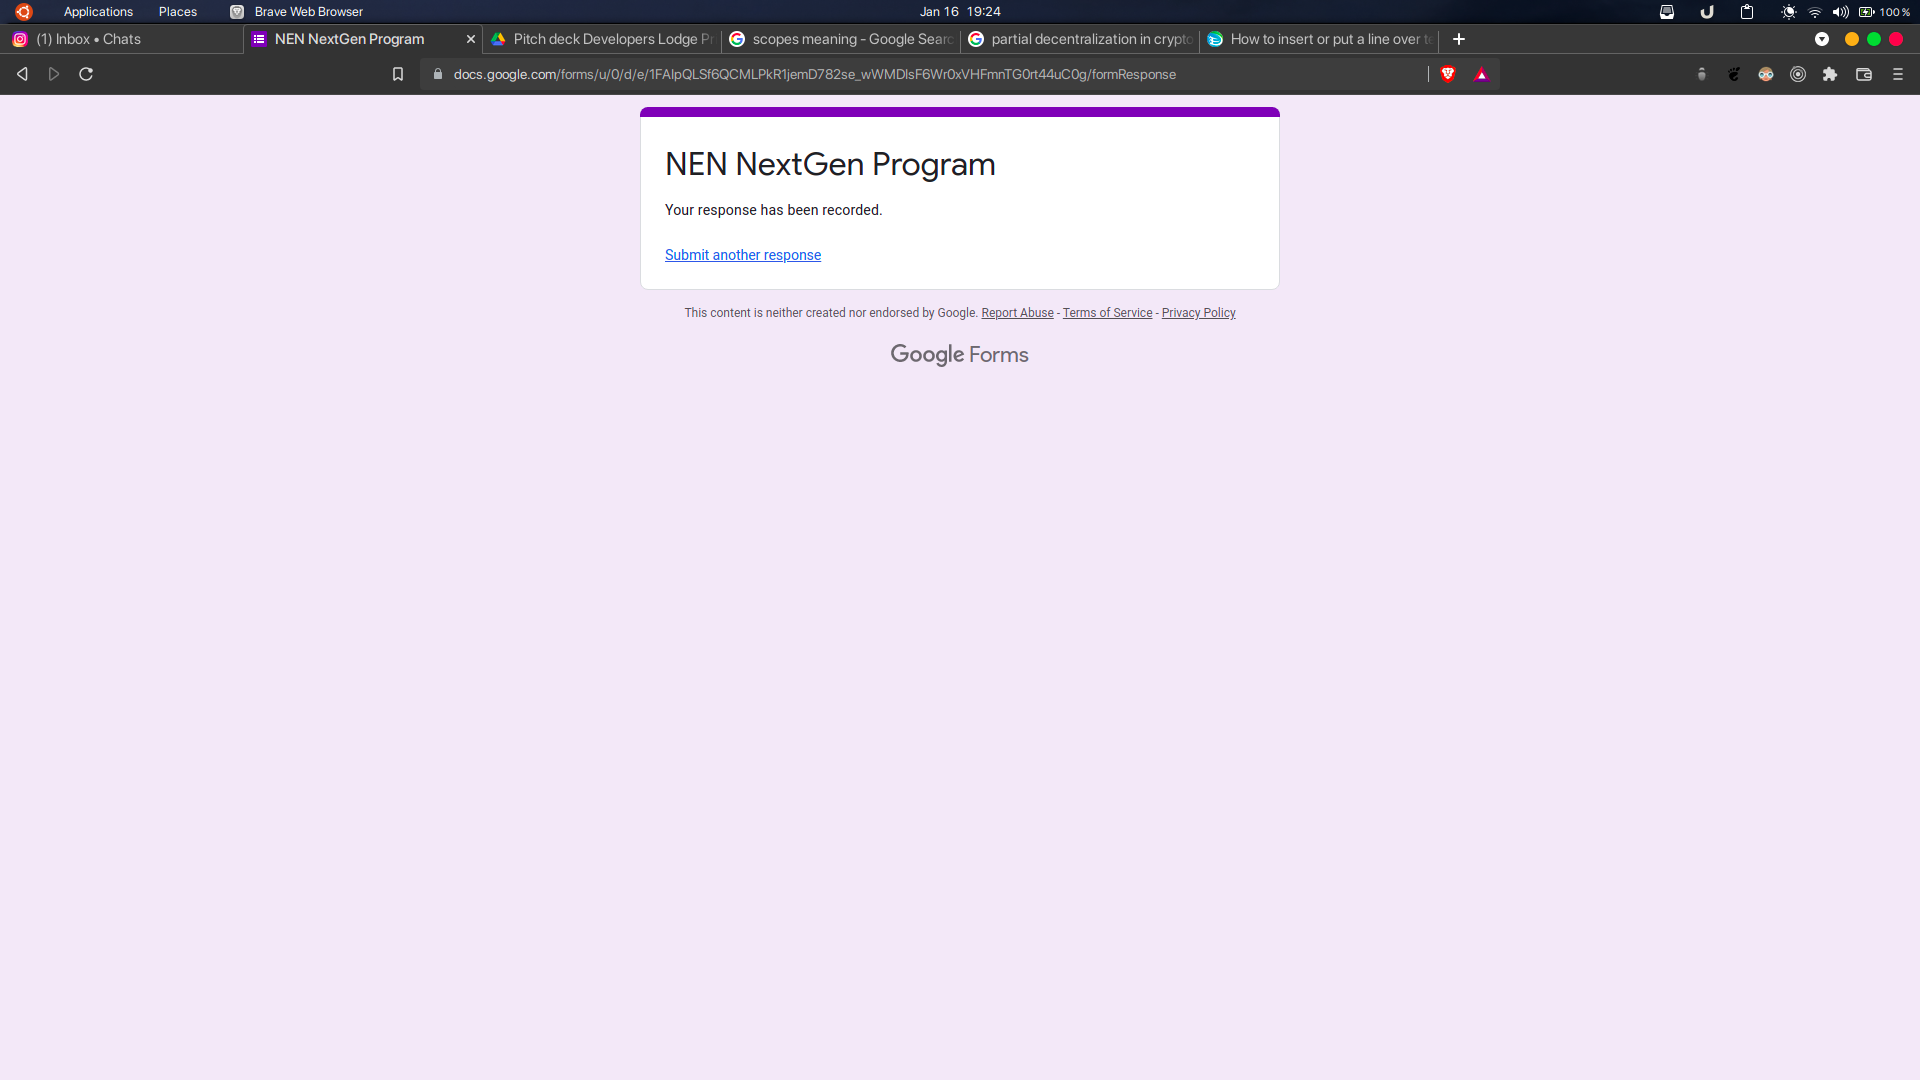 Applications Places Brave Web Browser Jan 16 19:24 100%
(1) Inbox • Chats NEN NextGen Program Pitch deck Developers Lodge Pr scopes meaning - Google Searc partial decentralization in crypto How to insert or put a line over te
docs.google.com/forms/u/0/d/e/1FAIpQLSf6QCMLPkR1jemD782se_wWMDlsF6Wr0xVHFmnTG0rt44uC0g/formResponse
NEN NextGen Program
Your response has been recorded.
Submit another response
This content is neither created nor endorsed by Google. Report Abuse - Terms of Service - Privacy Policy
Google Forms